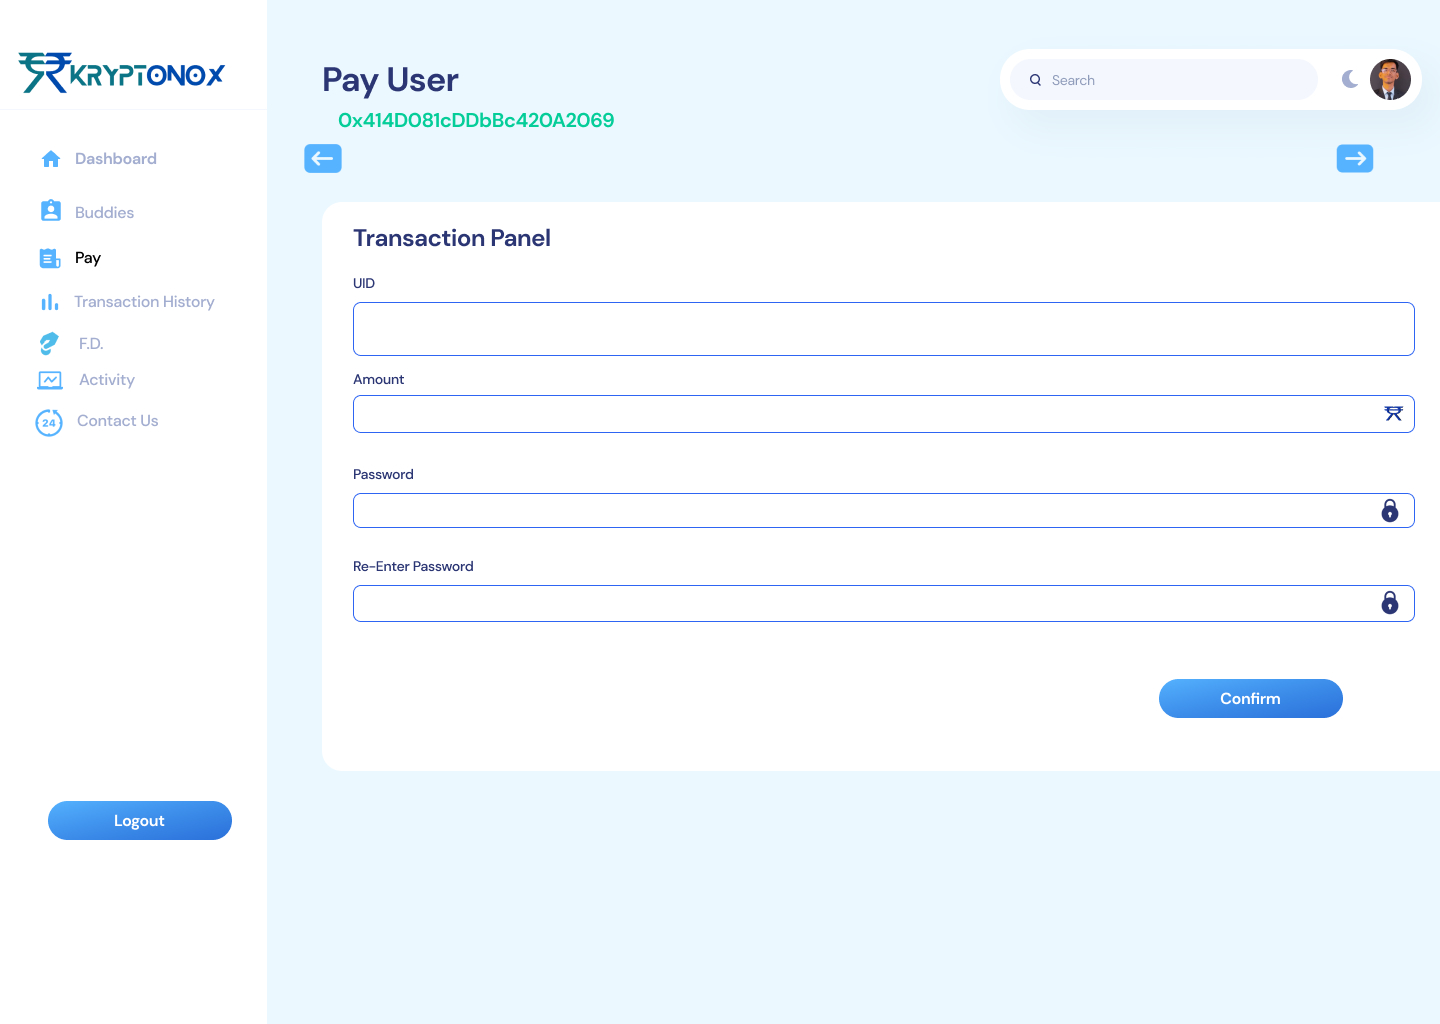 KRYPTONOX
Pay User
0x414D081cDDbBc420A2069
Search
Dashboard
Buddies
Pay
Transaction History
F.D.
Activity
24
Contact Us
Logout
Transaction Panel
UID
Amount
Password
Re-Enter Password
Confirm